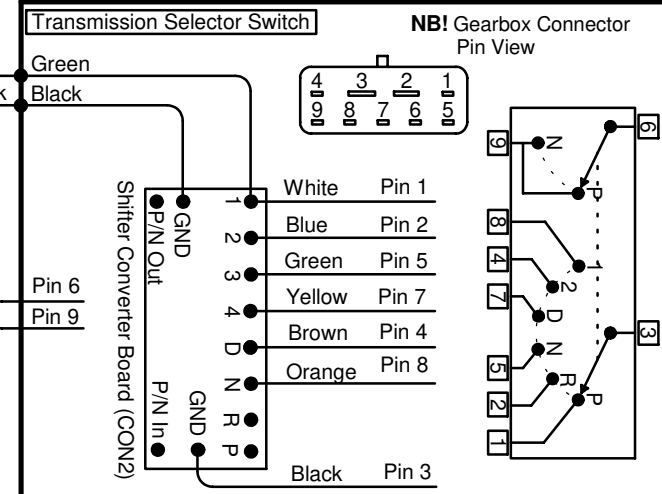 Transmission Selector Switch
NB! Gearbox Connector
Pin View
Green
k
Black
4 3 2 1
9 8 7 6 5
Shifter Converter Board (CON2)
P/N Out
GND
P/N In
GND
1
2
3
4
D
N
R
P
White Pin 1
Blue Pin 2
Green Pin 5
Yellow Pin 7
Brown Pin 4
Orange Pin 8
Black Pin 3
Pin 6
Pin 9
9
8
4
7
5
2
1
N
P
1
2
D
N
R
P
6
3